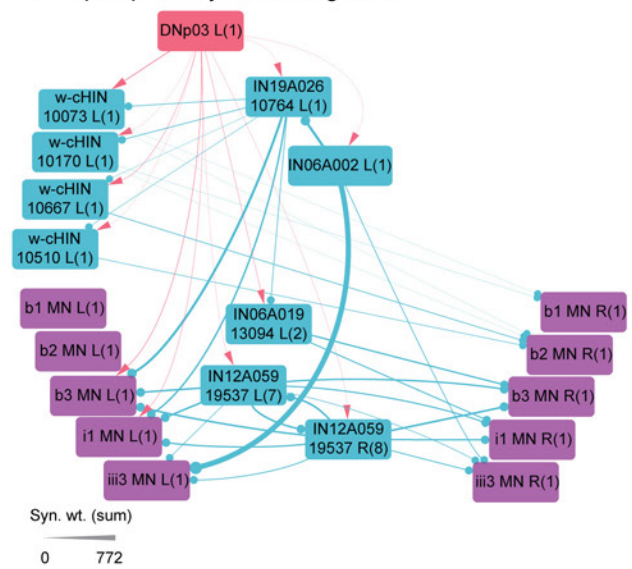 DNp03 L(1)
IN19A026
10764 L(1)
w-cHIN
10073 L(1)
w-cHIN
10170 L(1)
IN06A002 L(1)
w-cHIN
10667 L(1)
w-cHIN
10510 L(1)
b1 MN L(1)
b1 MN R(1)
IN06A019
13094 L(2)
b2 MN L(1)
b2 MN R(1)
IN12A059
19537 L(7)
b3 MN L(1)
b3 MN R(1)
i1 MN L(1)
IN12A059
19537 R(8)
i1 MN R(1)
iii3 MN L(1)
iii3 MN R(1)
Syn. wt. (sum)
0 772